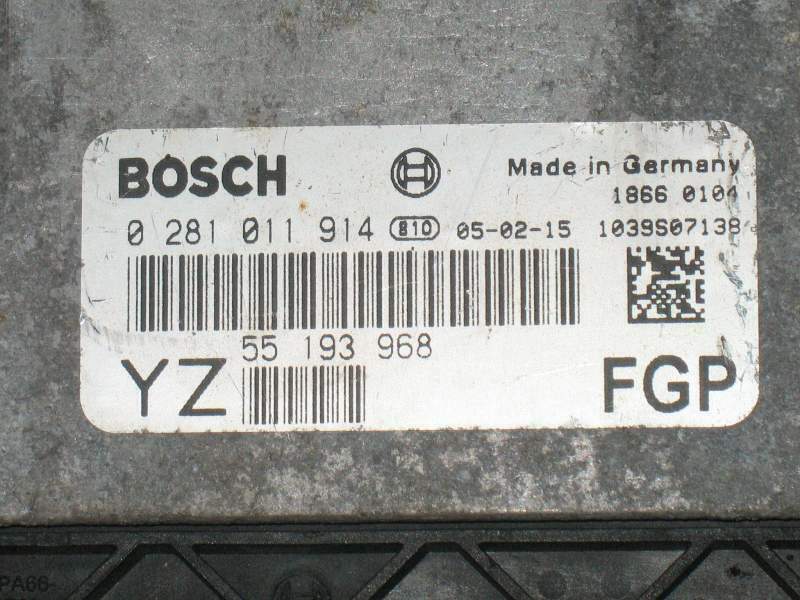 BOSCH Made in Germany
1866 0104
0 281 011 914 810 05-02-15 1039S07138
55 193 968
YZ FGP
PA66-